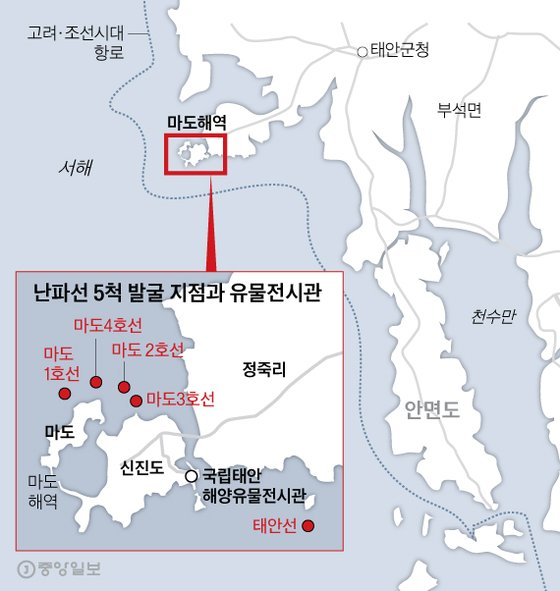 고려·조선시대
항로
태안군청
마도해역
부석면
서해
난파선 5척 발굴 지점과 유물전시관
마도4호선
마도 2호선
마도
1호선
마도3호선
정죽리
천수만
안면도
마도
신진도
마도
해역
국립태안
해양유물전시관
태안선
J 중앙일보